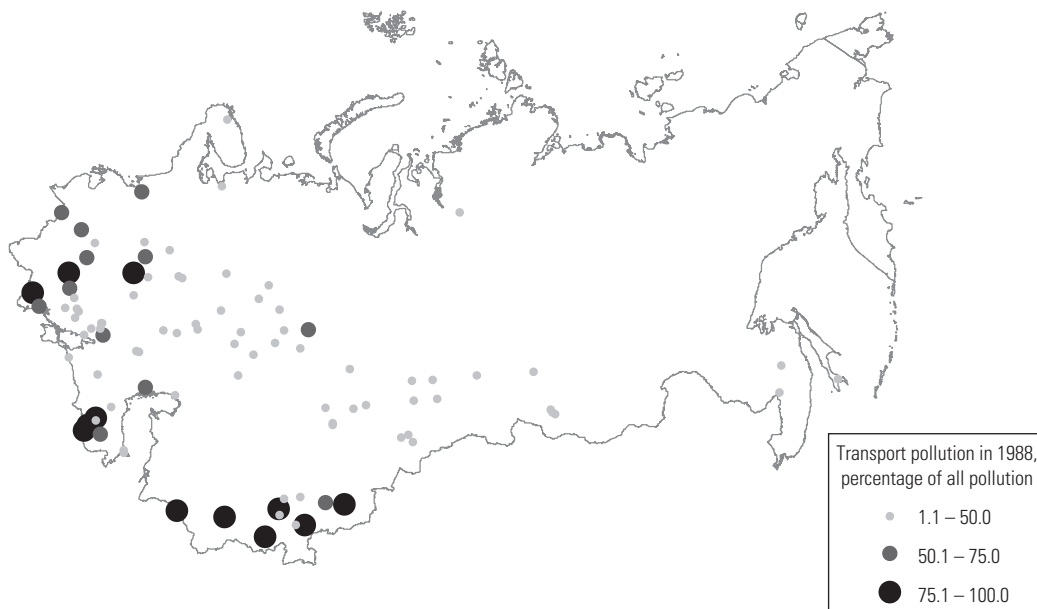 Transport pollution in 1988,
percentage of all pollution
1.1 – 50.0
50.1 – 75.0
75.1 – 100.0